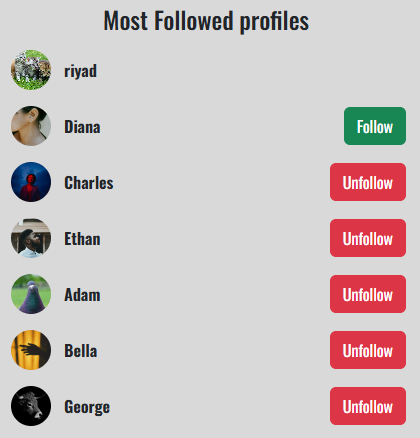 Most Followed profiles
riyad
Diana Follow
Charles Unfollow
Ethan Unfollow
Adam Unfollow
Bella Unfollow
George Unfollow